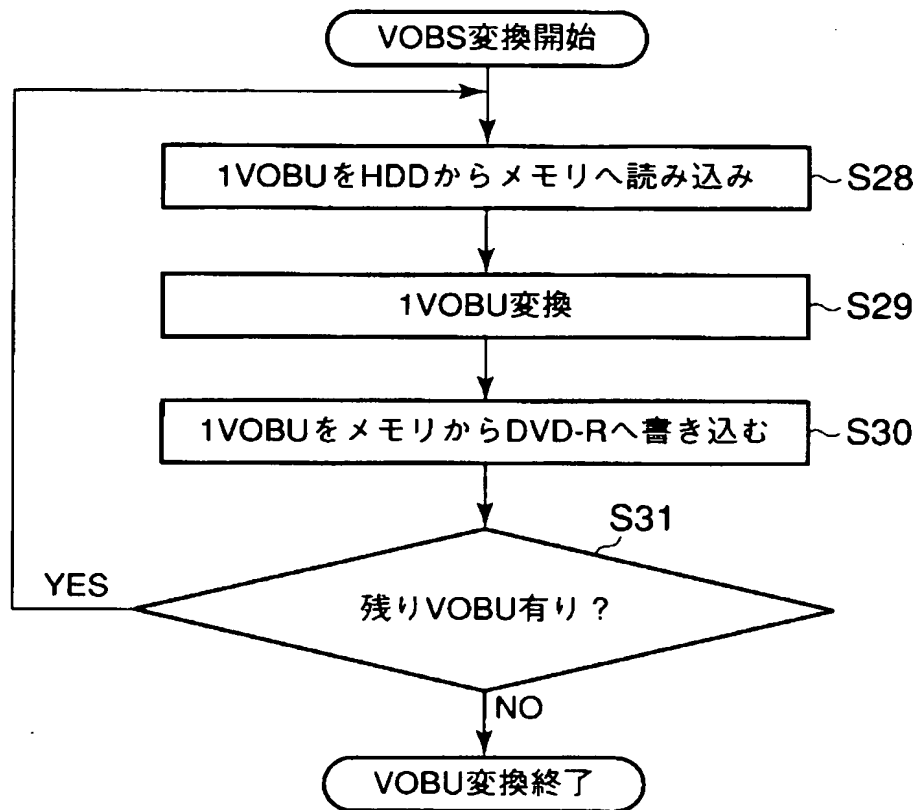 VOBS変換開始
1VOBUをHDDからメモリへ読み込み
S28
1VOBU変換
S29
1VOBUをメモリからDVD-Rへ書き込む
S30
S31
YES
残りVOBU有り？
NO
VOBU変換終了